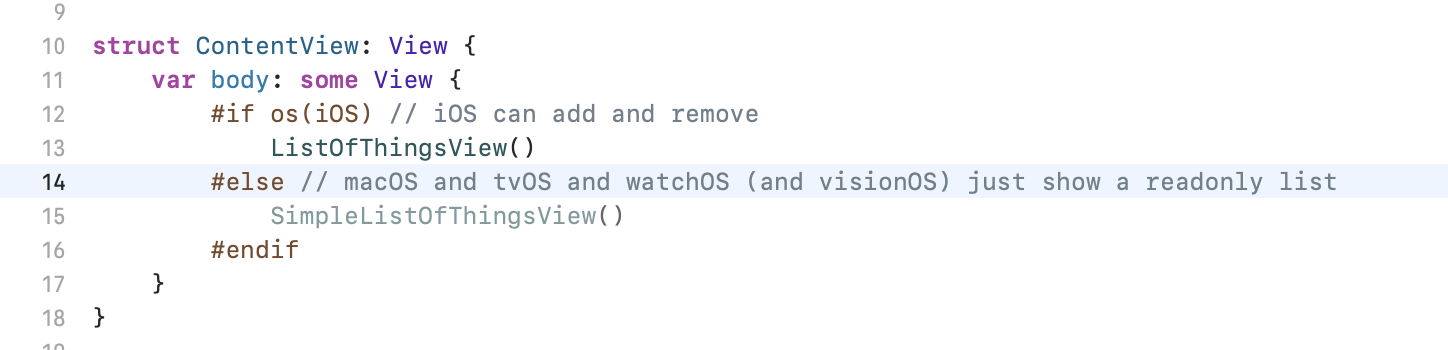 9
10 struct ContentView: View {
11     var body: some View {
12         #if os(iOS) // iOS can add and remove
13             ListOfThingsView()
14         #else // macOS and tvOS and watchOS (and visionOS) just show a readonly list
15             SimpleListOfThingsView()
16         #endif
17     }
18 }